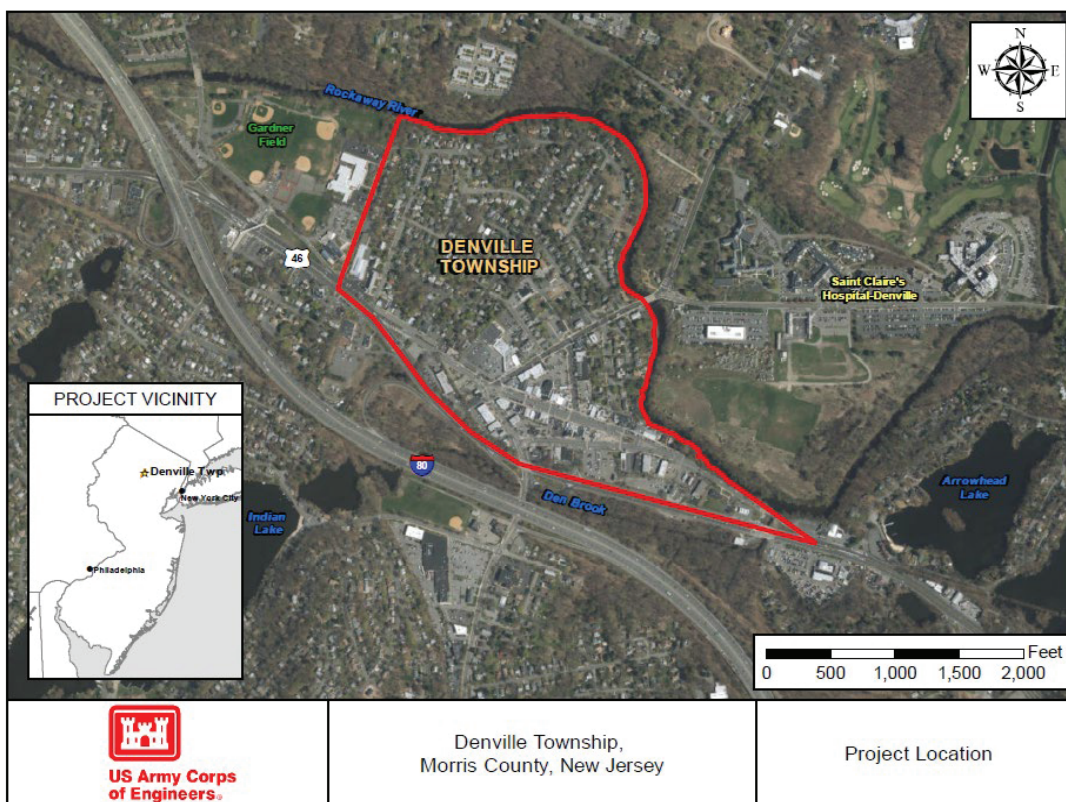 N
W
E
S
Rockaway River
Gardner
Field
46
DENVILLE
TOWNSHIP
Saint Claire's
Hospital-Denville
PROJECT VICINITY
Denville Twp
New York City
Philadelphia
80
Indian
Lake
Den Brook
Arrowhead
Lake
Feet
0 500 1,000 1,500 2,000
US Army Corps
of Engineers
Denville Township,
Morris County, New Jersey
Project Location